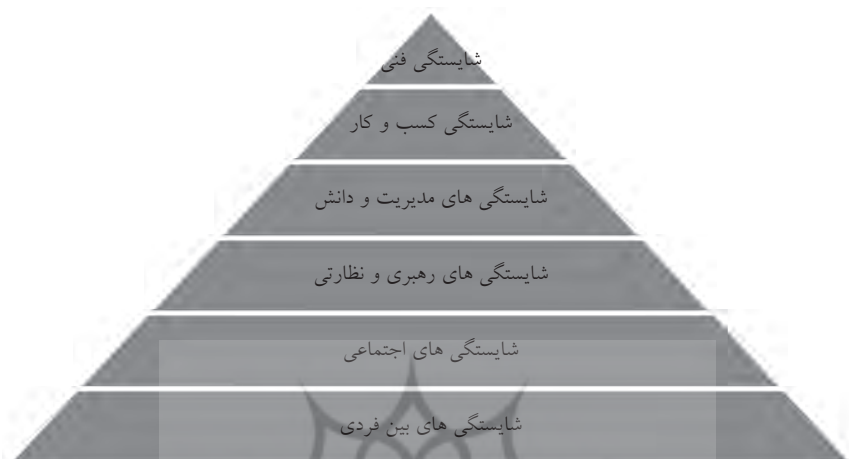 شایستگی فنی
شایستگی کسب و کار
شایستگی های مدیریت و دانش
شایستگی های رهبری و نظارتی
شایستگی های اجتماعی
شایستگی های بین فردی